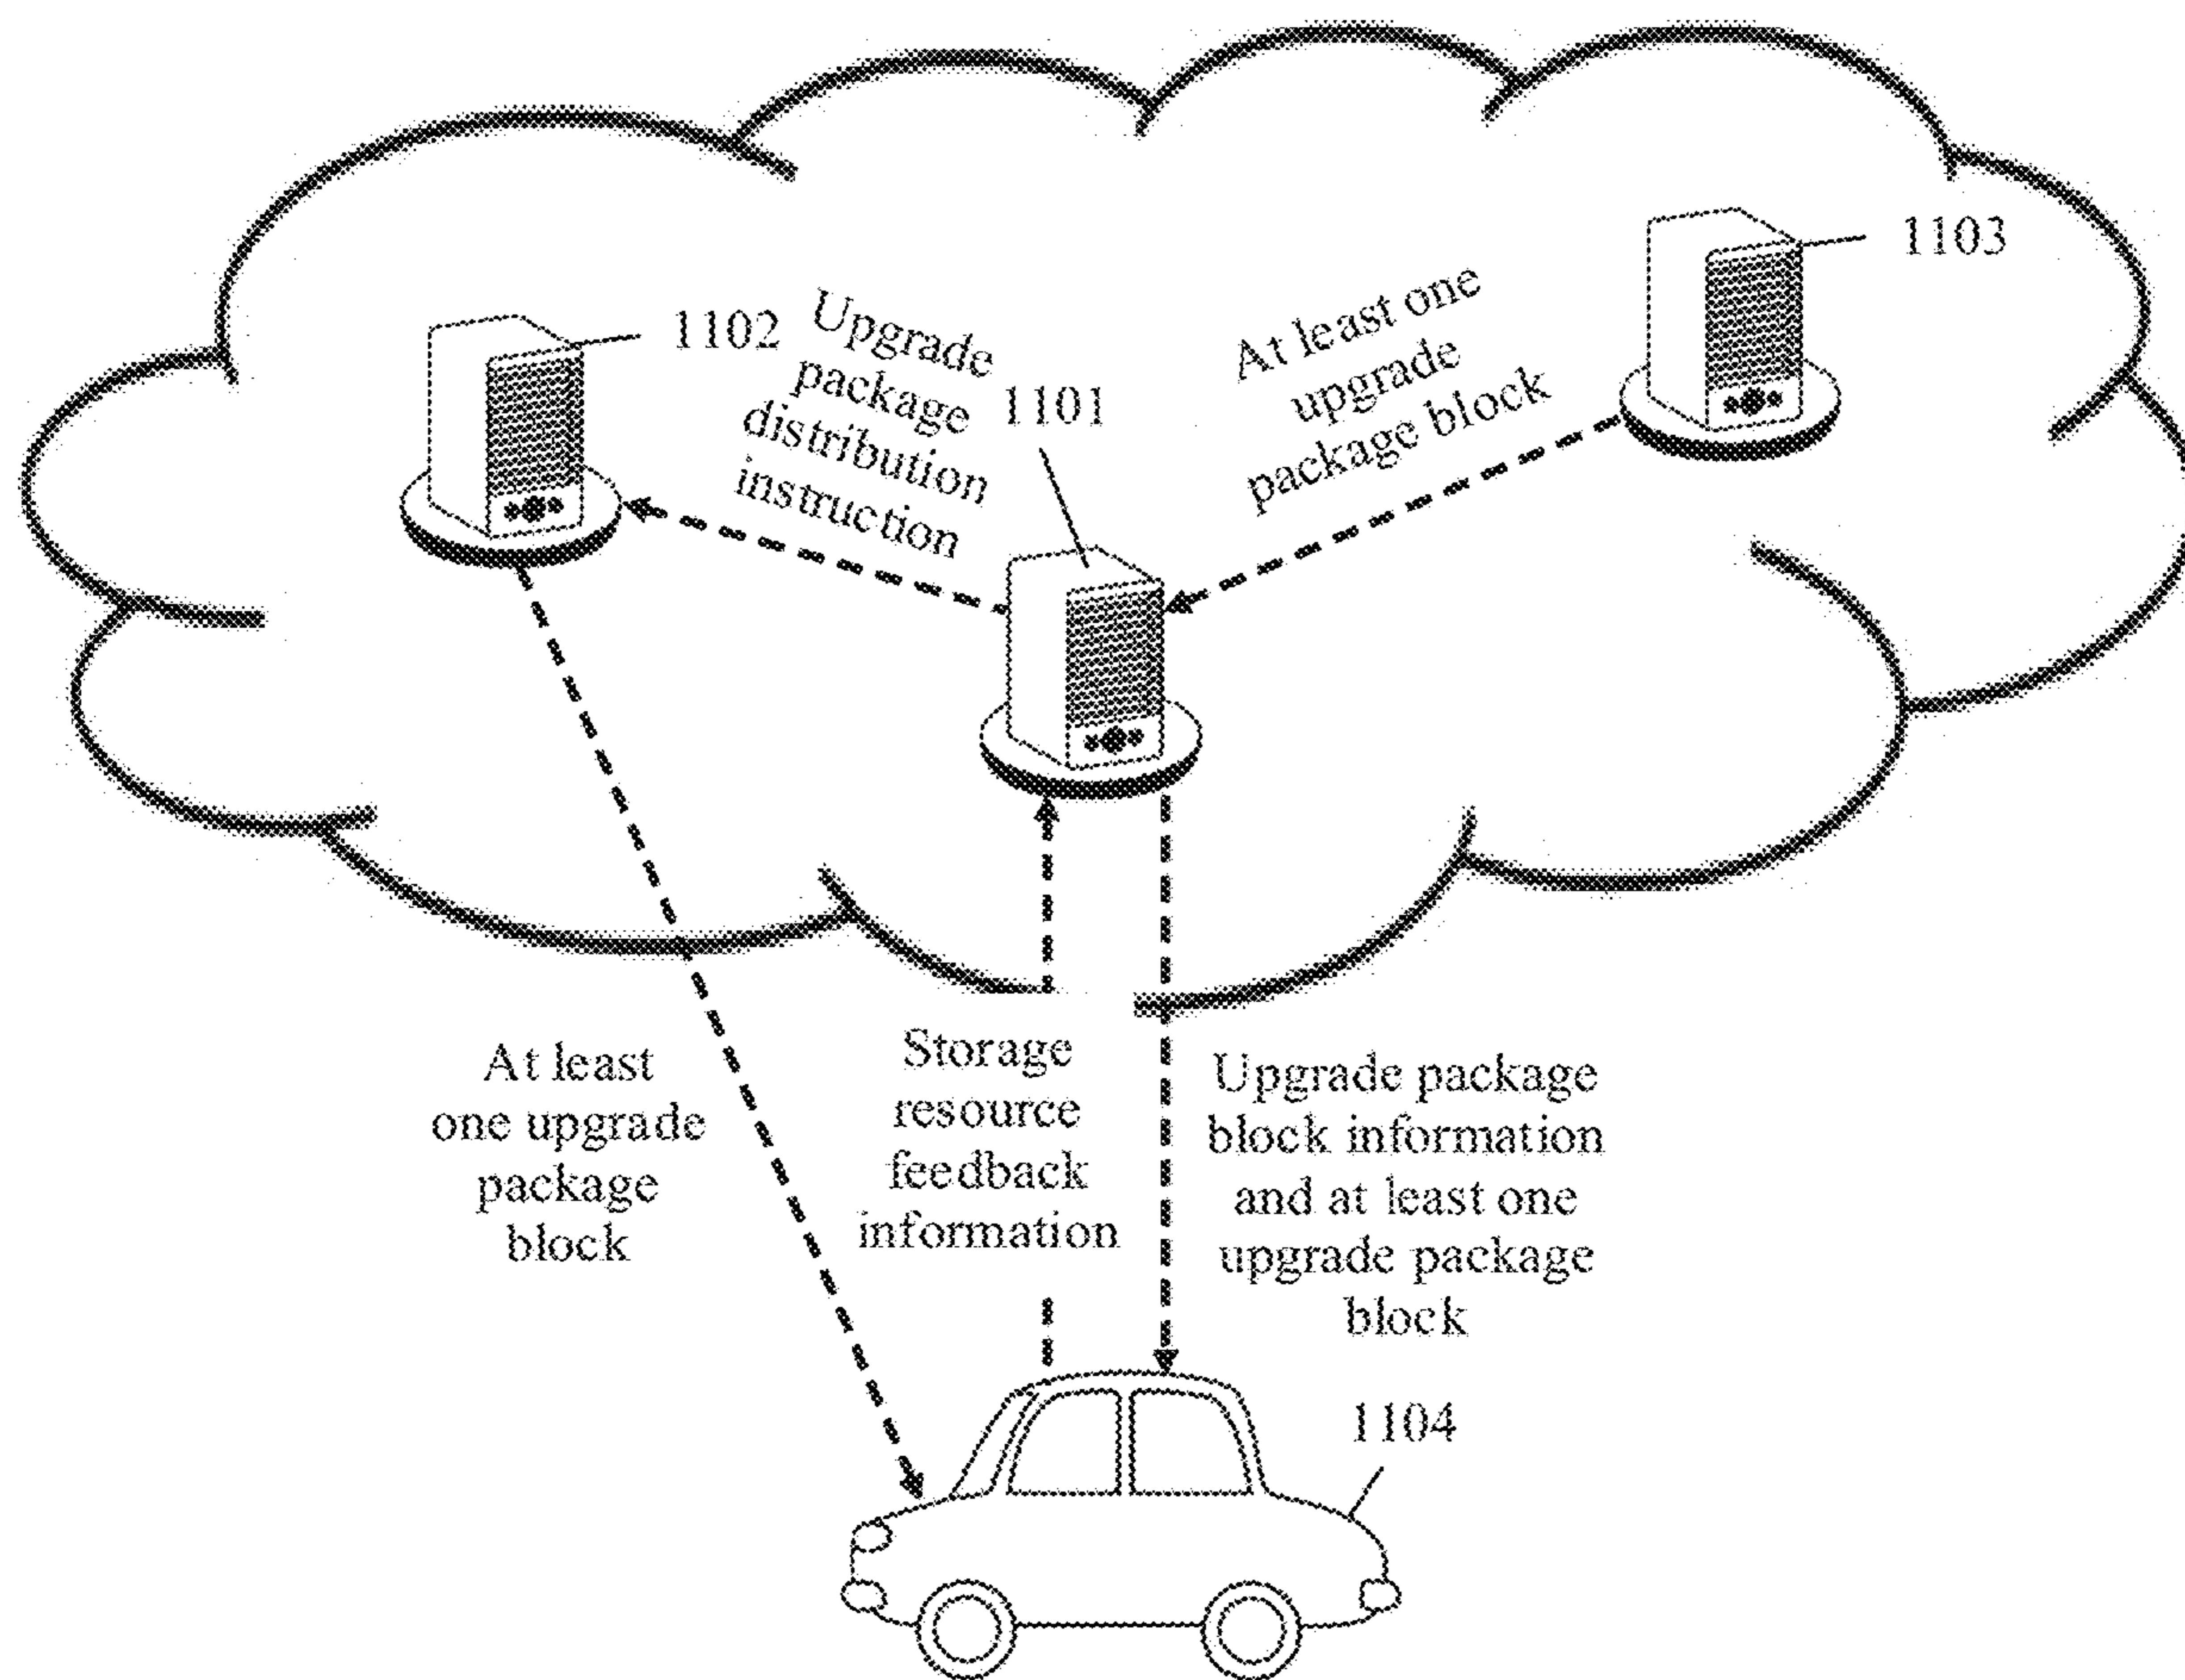 1103
1102
Upgrade
package
distribution
instruction
1101
At least one
upgrade
package block
At least
one upgrade
package
block
Storage
resource
feedback
information
Upgrade package
block information
and at least one
upgrade package
block
1104